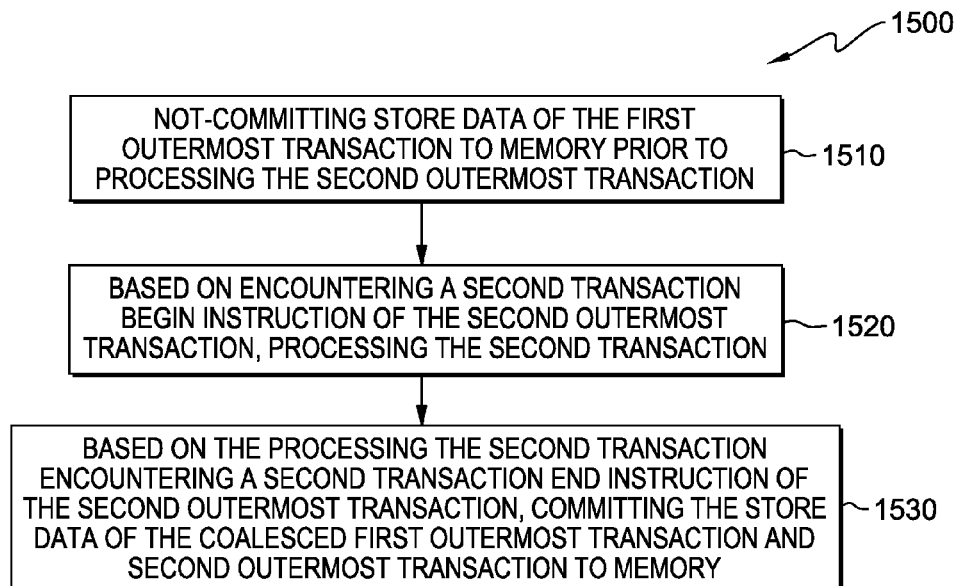 1500
NOT-COMMITTING STORE DATA OF THE FIRST
OUTERMOST TRANSACTION TO MEMORY PRIOR TO
PROCESSING THE SECOND OUTERMOST TRANSACTION
1510
BASED ON ENCOUNTERING A SECOND TRANSACTION
BEGIN INSTRUCTION OF THE SECOND OUTERMOST
TRANSACTION, PROCESSING THE SECOND TRANSACTION
1520
BASED ON THE PROCESSING THE SECOND TRANSACTION
ENCOUNTERING A SECOND TRANSACTION END INSTRUCTION OF
THE SECOND OUTERMOST TRANSACTION, COMMITTING THE STORE
DATA OF THE COALESCED FIRST OUTERMOST TRANSACTION AND
SECOND OUTERMOST TRANSACTION TO MEMORY
1530